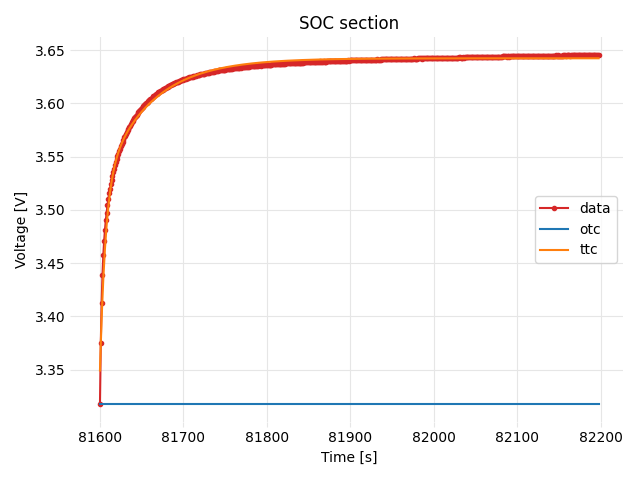 SOC section
Voltage [V]
3.65
3.60
3.55
3.50
3.45
3.40
3.35
data
otc
ttc
81600 81700 81800 81900 82000 82100 82200
Time [s]